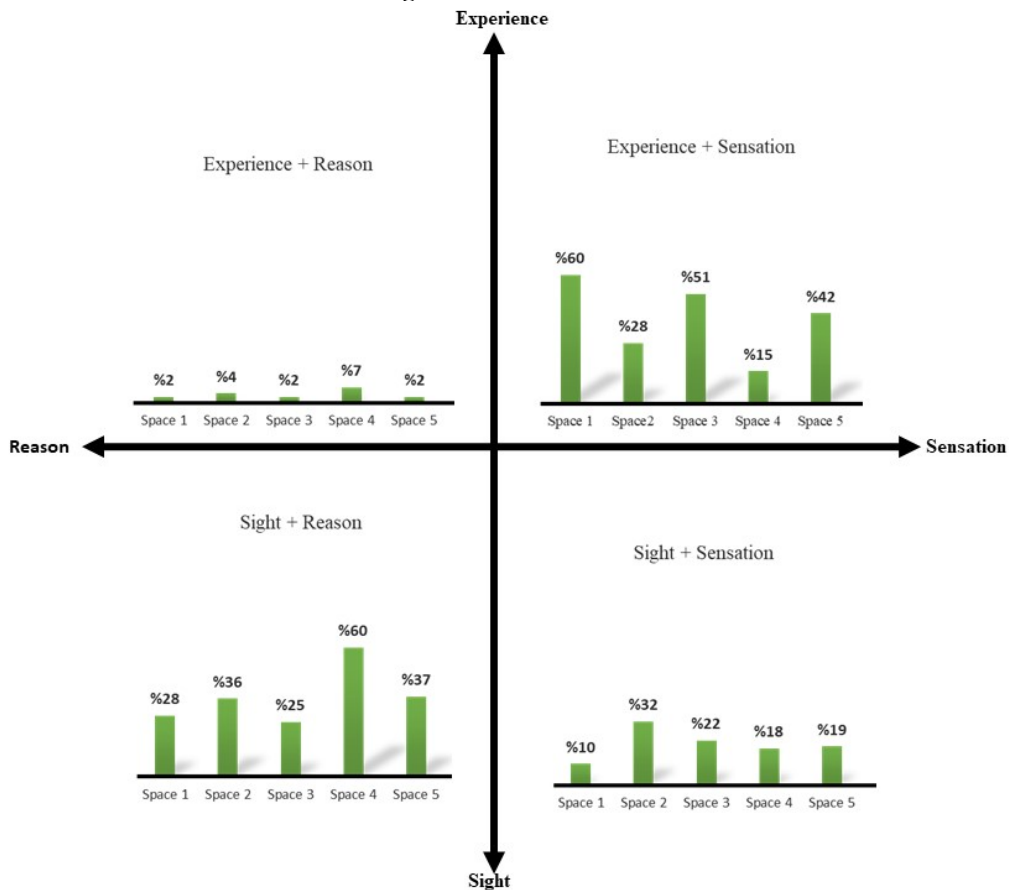 Experience
Experience + Reason
Experience + Sensation
%2
%4
%2
%7
%2
Space 1
Space 2
Space 3
Space 4
Space 5
%60
%28
%51
%15
%42
Space 1
Space2
Space 3
Space 4
Space 5
Reason
Sensation
Sight + Reason
Sight + Sensation
%28
%36
%25
%60
%37
Space 1
Space 2
Space 3
Space 4
Space 5
%10
%32
%22
%18
%19
Space 1
Space 2
Space 3
Space 4
Space 5
Sight